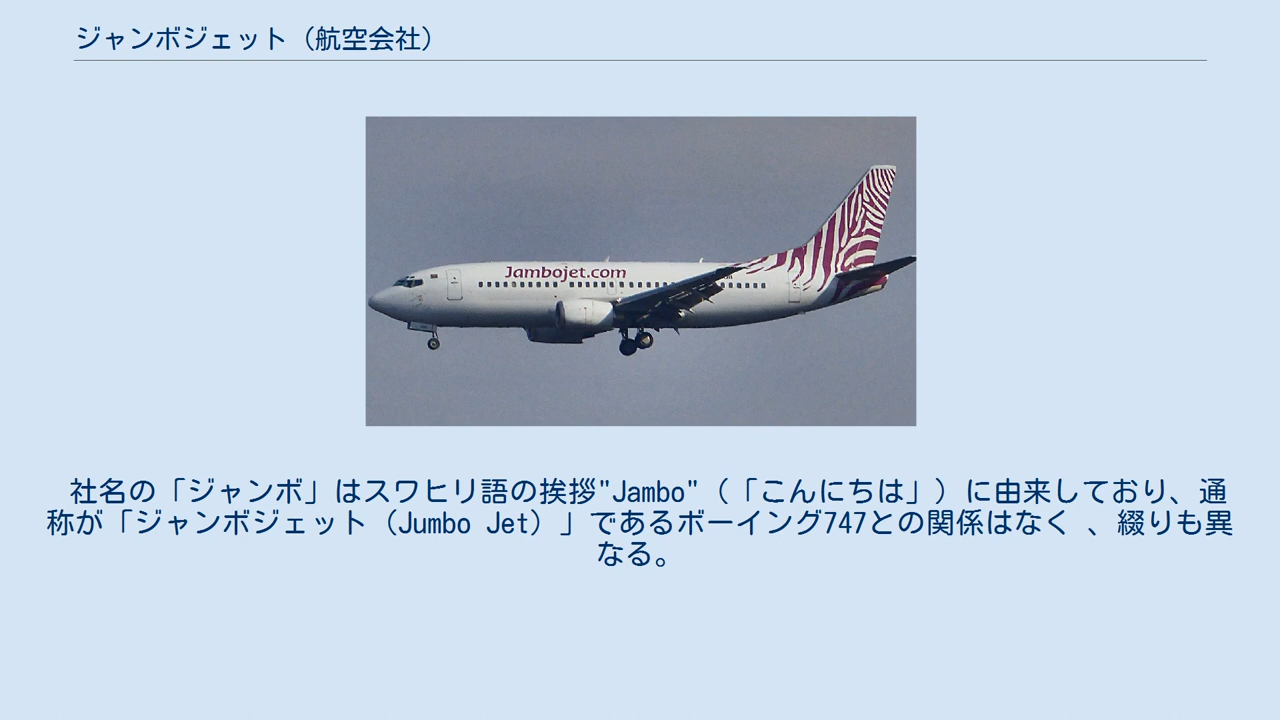 ジャンボジェット（航空会社）
Jambojet.com
社名の「ジャンボ」はスワヒリ語の挨拶"Jambo"（「こんにちは」）に由来しており、通
称が「ジャンボジェット（Jumbo Jet）」であるボーイング747との関係はなく 、綴りも異
なる。